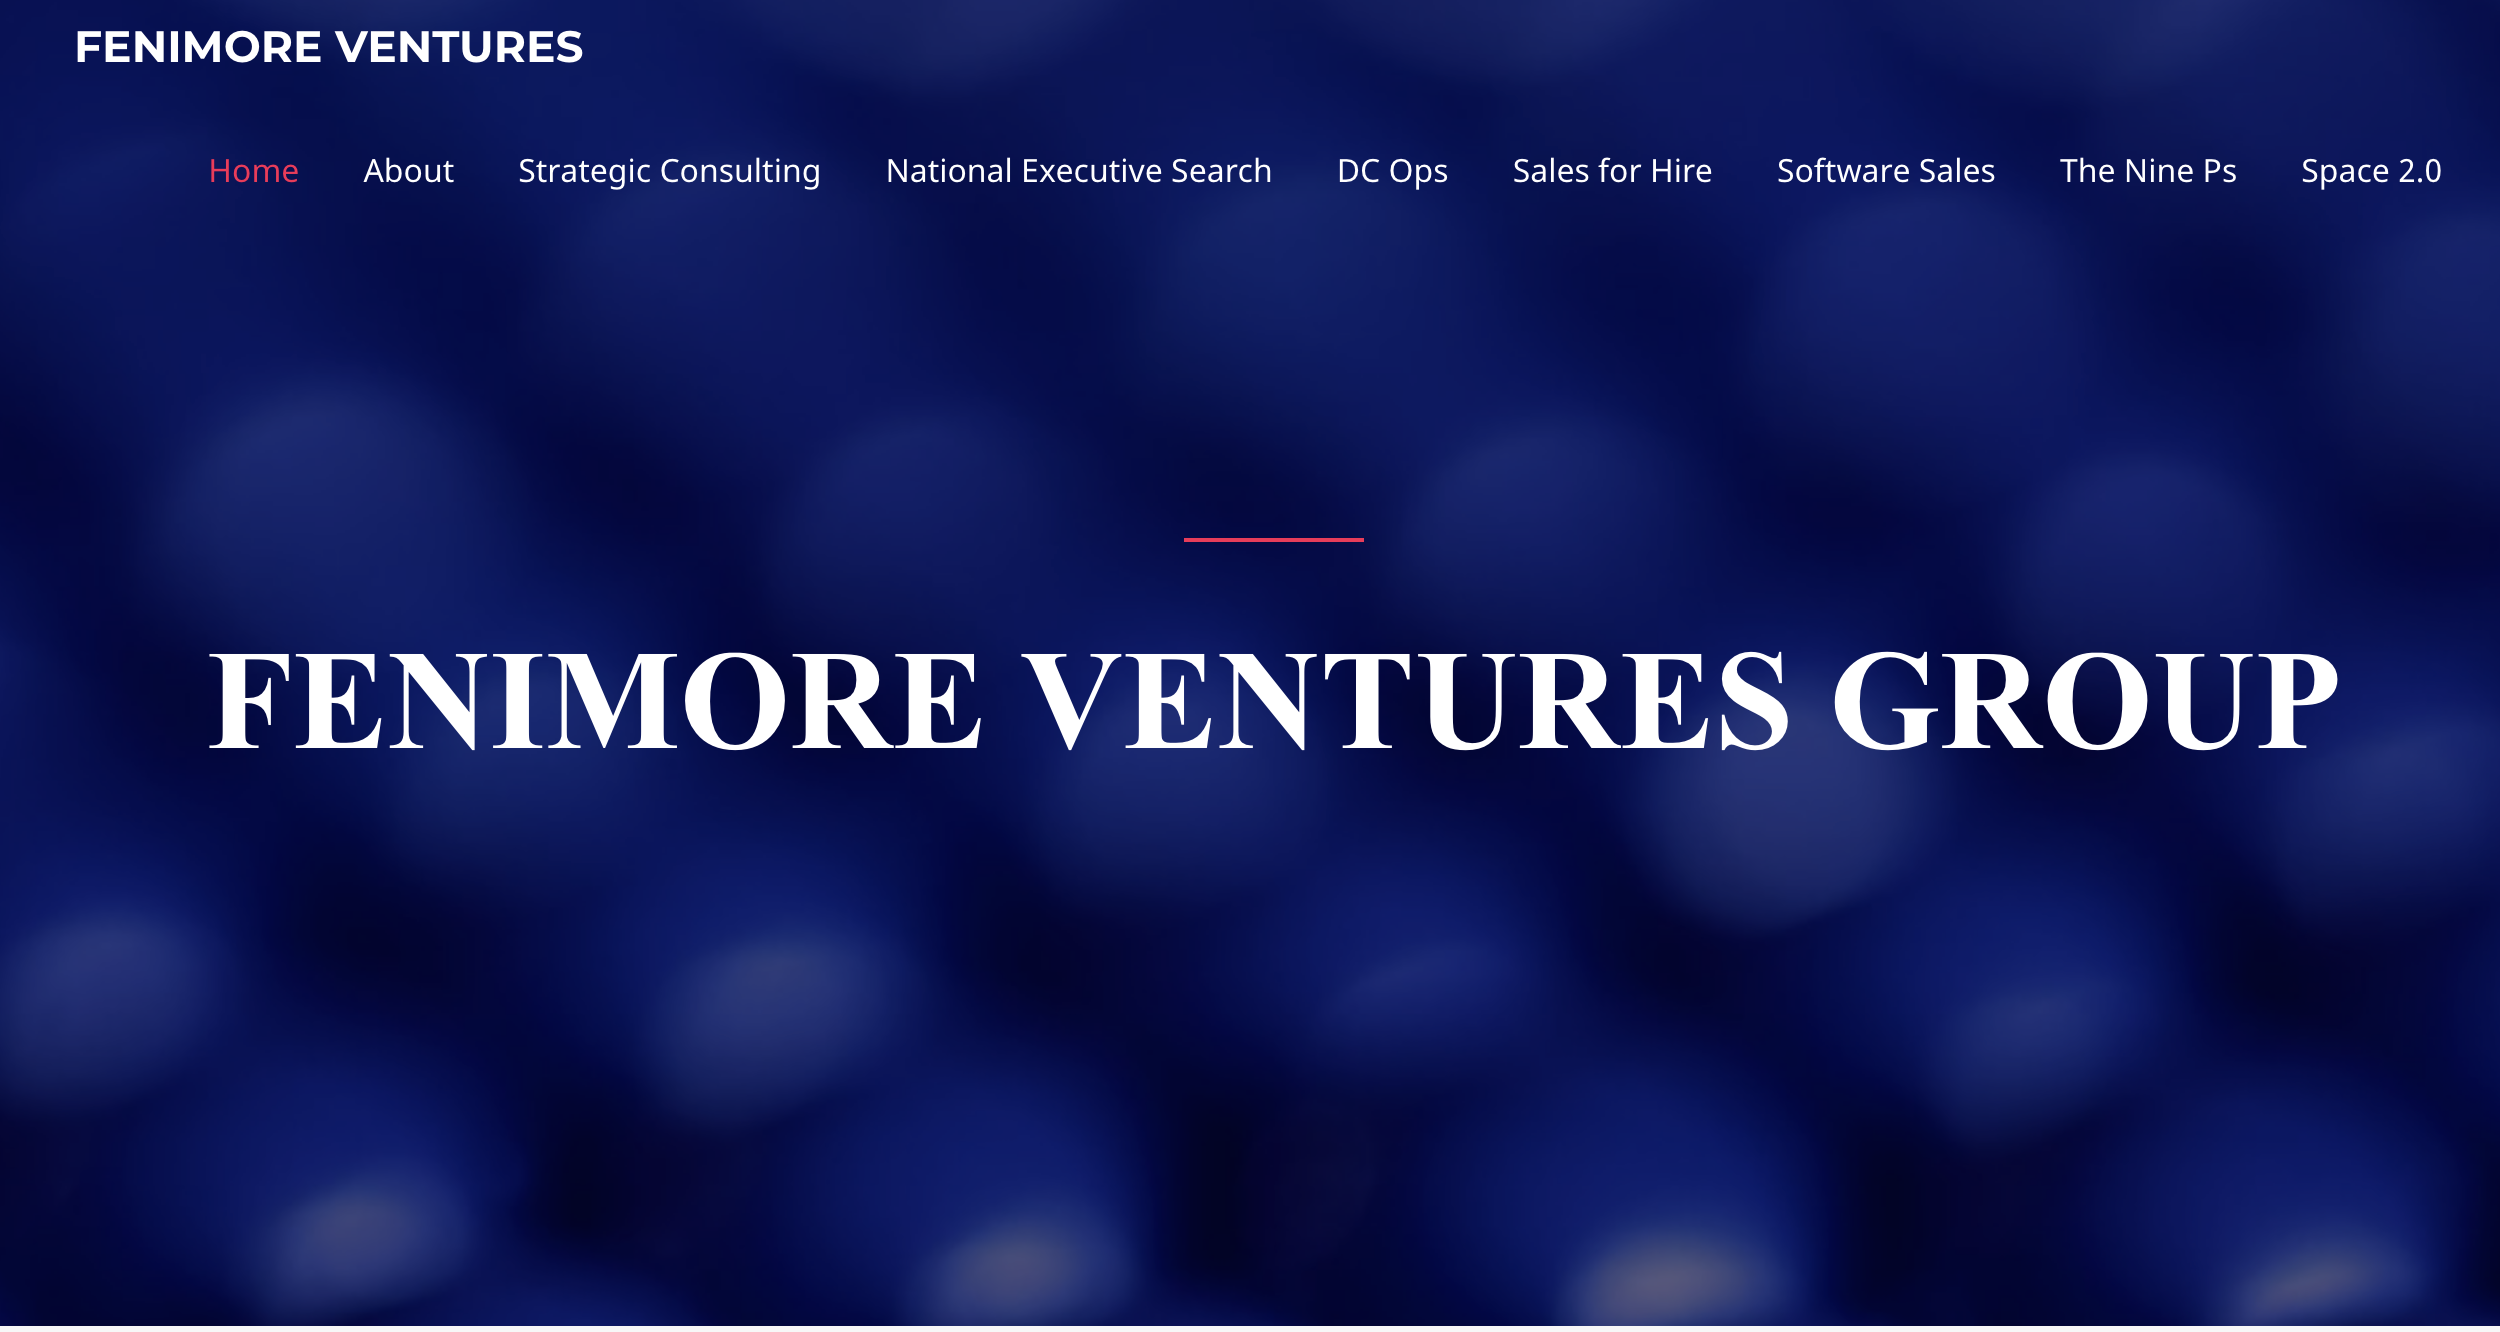 FENIMORE VENTURES
Home About Strategic Consulting National Executive Search DC Ops Sales for Hire Software Sales The Nine Ps Space 2.0
FENIMORE VENTURES GROUP